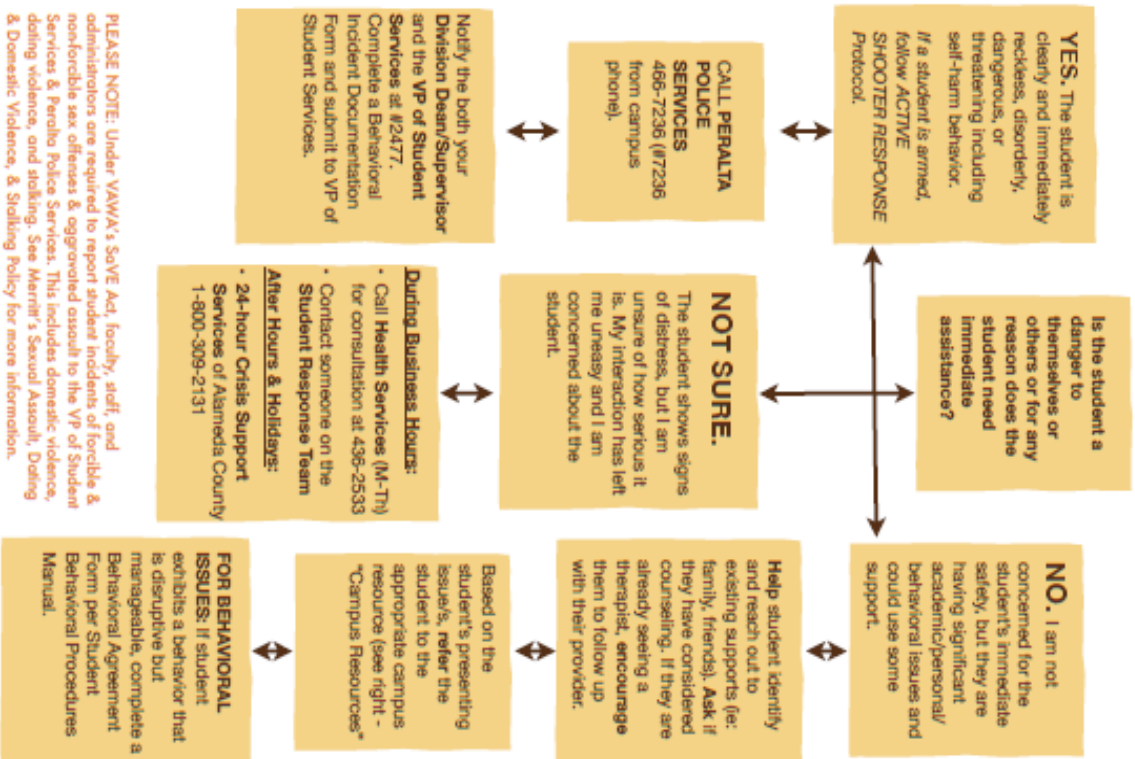 Is the student a
danger to
themselves or
others or for any
reason does the
student need
immediate
assistance?
YES. The student is
clearly and immediately
reckless, disorderly,
dangerous, or
threatening including
self-harm behavior.
If a student is armed,
follow ACTIVE
SHOOTER RESPONSE
Protocol.
CALL PERALTA
POLICE
SERVICES
466-7236 (#7236
from campus
phone).
Notify the both your
Division Dean/Supervisor
and the VP of Student
Services at #2477.
Complete a Behavioral
Incident Documentation
Form and submit to VP of
Student Services.
NOT SURE.
The student shows signs
of distress, but I am
unsure of how serious it
is. My interaction has left
me uneasy and I am
concerned about the
student.
During Business Hours:
• Call Health Services (M-Th)
for consultation at 436-2533
• Contact someone on the
Student Response Team
After Hours & Holidays:
• 24-hour Crisis Support
Services of Alameda County
1-800-309-2131
NO. I am not
concerned for the
student's immediate
safety, but they are
having significant
academic/personal/
behavioral issues and
could use some
support.
Help student identify
and reach out to
existing supports (ie:
family, friends). Ask if
they have considered
counseling. If they are
already seeing a
therapist, encourage
them to follow up
with their provider.
Based on the
student's presenting
issue/s, refer the
student to the
appropriate campus
resource (see right -
"Campus Resources"
FOR BEHAVIORAL
ISSUES: If student
exhibits a behavior that
is disruptive but
manageable, complete a
Behavioral Agreement
Form per Student
Behavioral Procedures
Manual.
PLEASE NOTE: Under VAWA's SaVE Act, faculty, staff, and
administrators are required to report student incidents of forcible &
non-forcible sex offenses & aggravated assault to the VP of Student
Services & Peralta Police Services. This includes domestic violence,
dating violence, and stalking. See Merritt's Sexual Assault, Dating
& Domestic Violence, & Stalking Policy for more information.